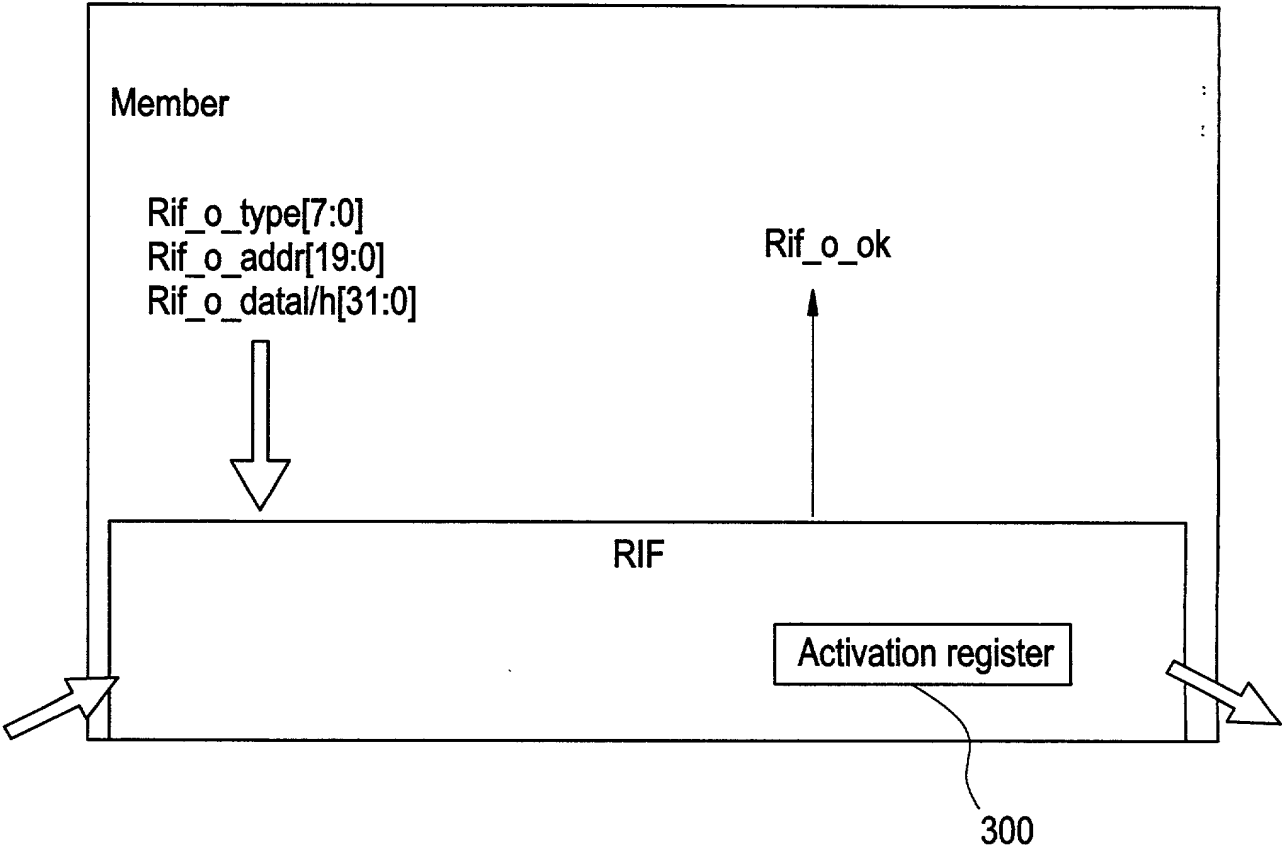 Member
Rif_o_type[7:0]
Rif_o_addr[19:0]
Rif_o_datal/h[31:0]
Rif_o_ok
RIF
Activation register
300